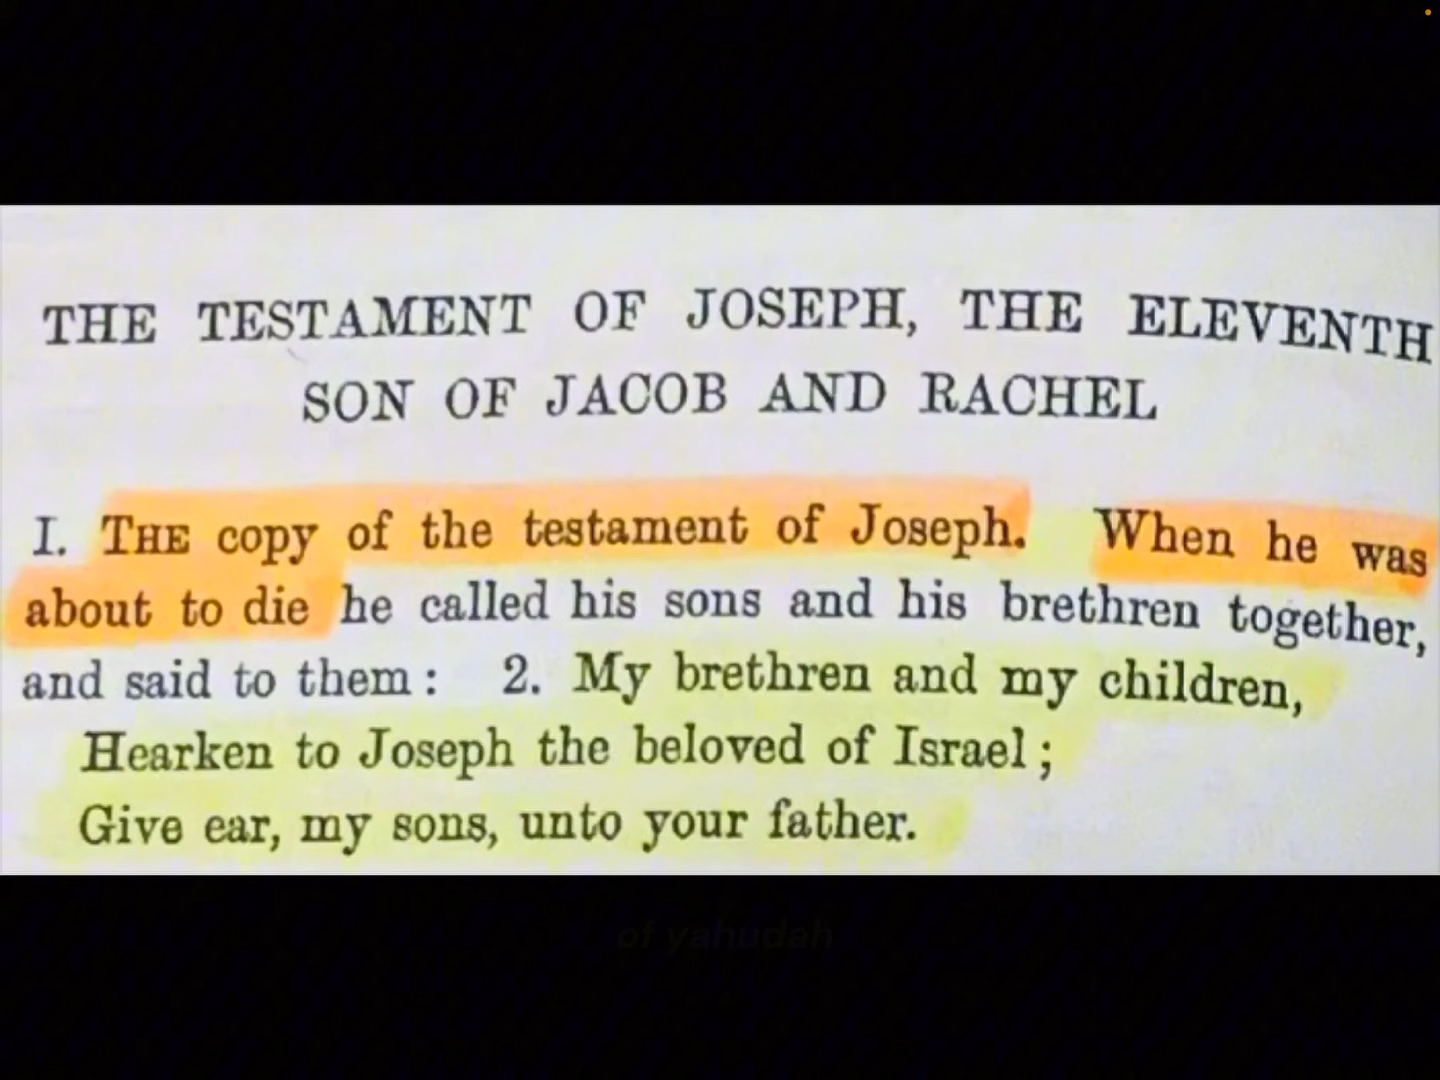 THE TESTAMENT OF JOSEPH, THE ELEVENTH
SON OF JACOB AND RACHEL
I. THE copy of the testament of Joseph. When he was
about to die he called his sons and his brethren together,
and said to them: 2. My brethren and my children,
Hearken to Joseph the beloved of Israel;
Give ear, my sons, unto your father.
of yahudah